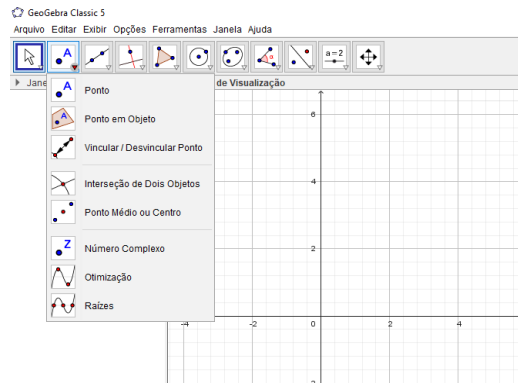 GeoGebra Classic 5
Arquivo Editar Exibir Opções Ferramentas Janela Ajuda
A
a=2
Jane
de Visualização
A Ponto
A Ponto em Objeto
Vincular / Desvincular Ponto
Interseção de Dois Objetos
Ponto Médio ou Centro
Z Número Complexo
Otimização
Raízes
6
4
2
-4 -2 0 2 4